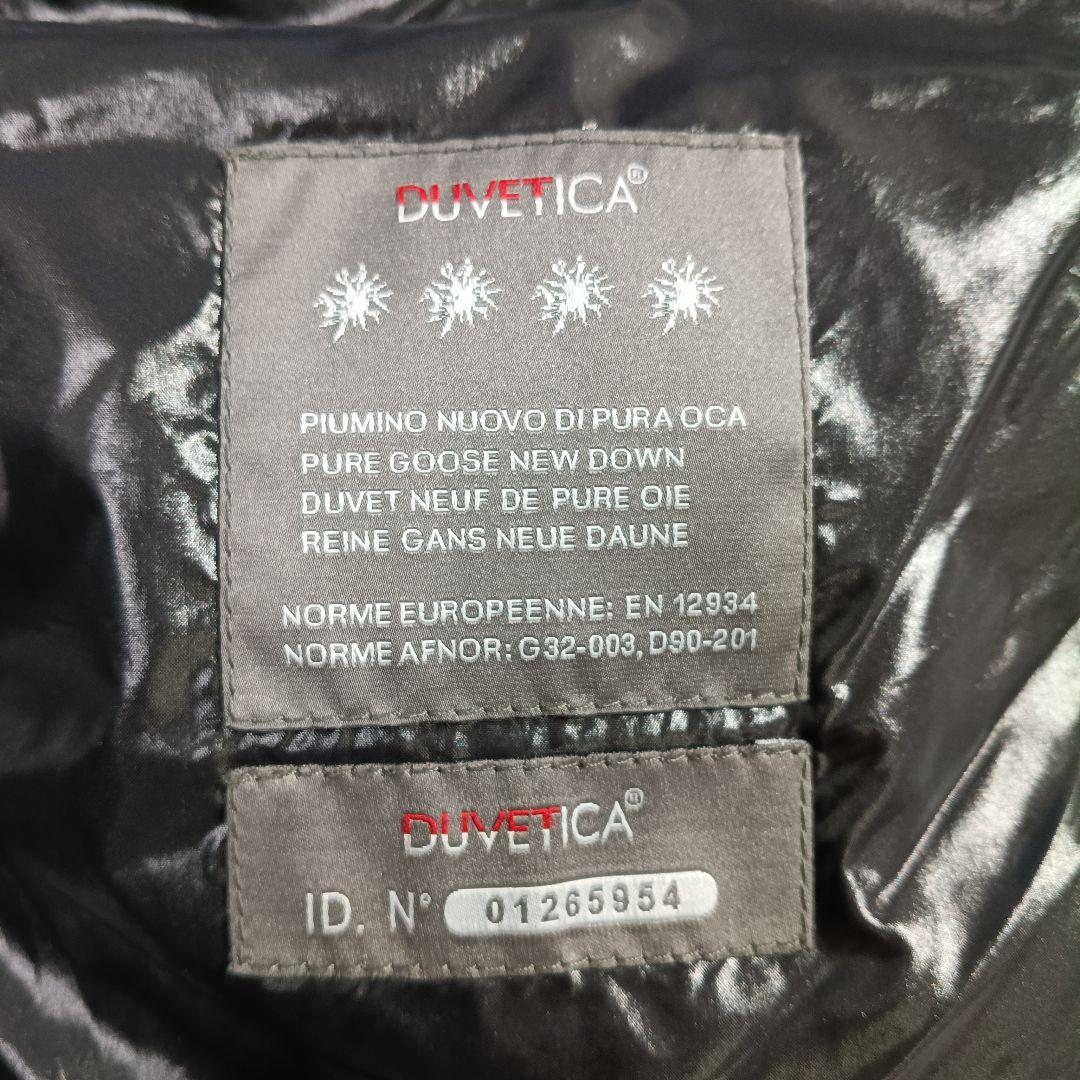 DUVETICA®
PIUMINO NUOVO DI PURA OCA
PURE GOOSE NEW DOWN
DUVET NEUF DE PURE OIE
REINE GANS NEUE DAUNE
NORME EUROPEENNE: EN 12934
NORME AFNOR: G32-003, D90-201
DUVETICA®
ID. N° 01265954